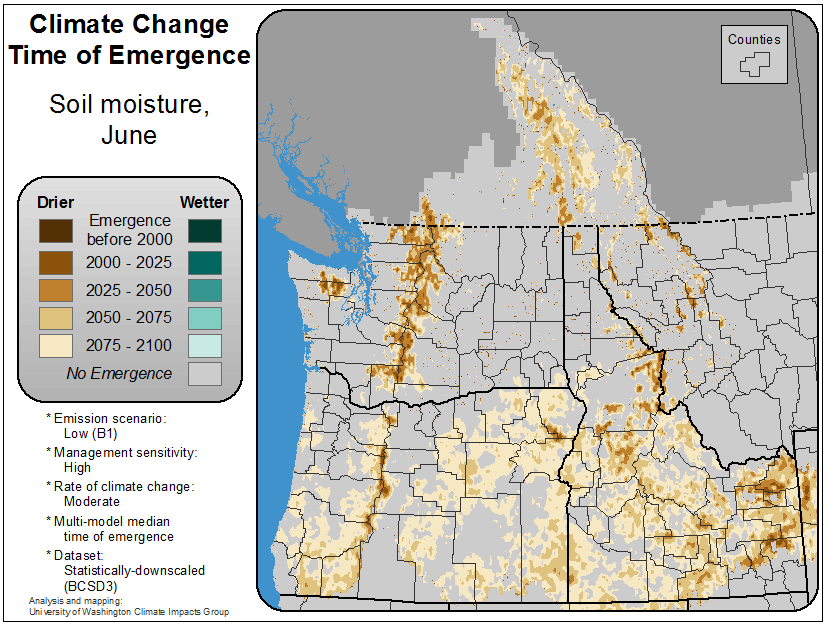 Climate Change
Time of Emergence
Soil moisture,
June
Drier
Wetter
Emergence
before 2000
2000 - 2025
2025 - 2050
2050 - 2075
2075 - 2100
No Emergence
* Emission scenario:
Low (B1)
* Management sensitivity:
High
* Rate of climate change:
Moderate
* Multi-model median
time of emergence
* Dataset:
Statistically-downscaled
(BCSD3)
Analysis and mapping:
University of Washington Climate Impacts Group
Counties